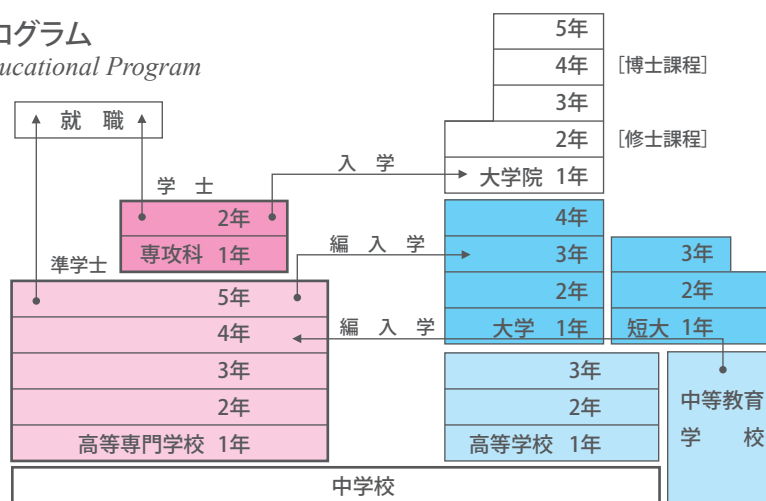 ログラム
ucational Program
5年
4年 [博士課程]
3年
2年 [修士課程]
大学院 1年
就 職
入 学
学 士
2年
専攻科 1年
編 入 学
4年
3年
2年
大学 1年
3年
2年
短大 1年
準学士
5年
4年
3年
2年
高等専門学校 1年
編 入 学
3年
2年
高等学校 1年
中等教育
学 校
中学校